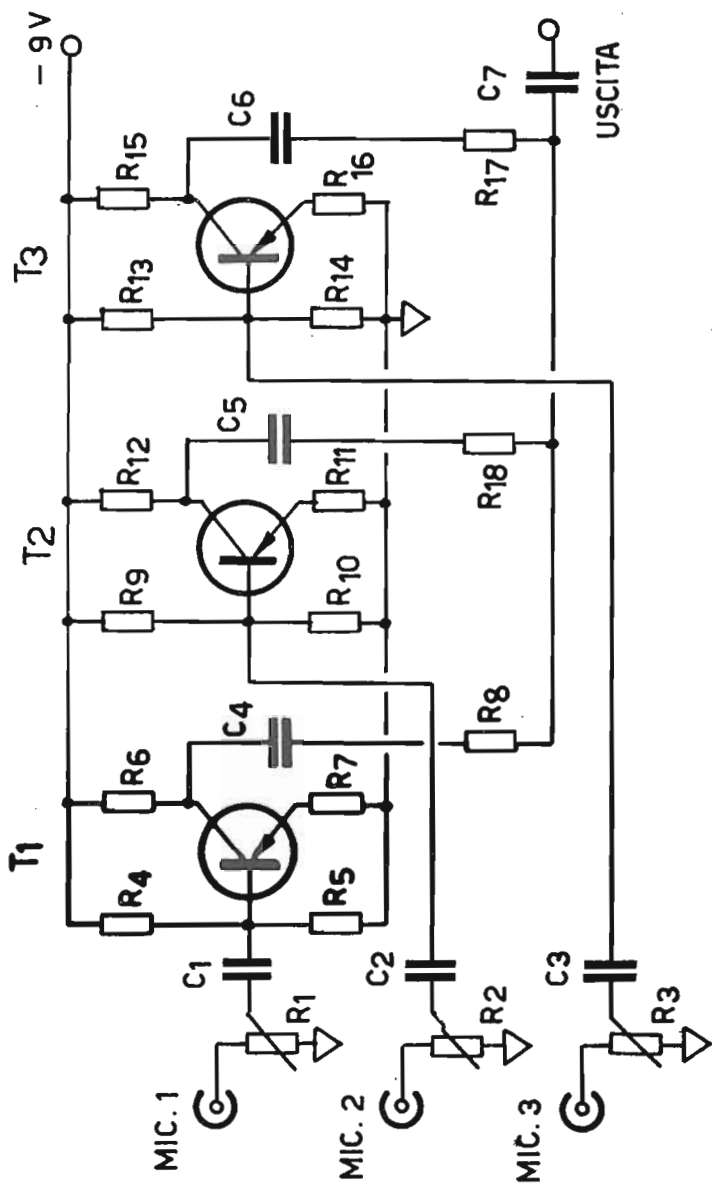 T1
T2
T3
– 9 V
R4
R6
R9
R12
R13
R15
C1
R5
R7
C4
R10
R11
C5
R14
R16
C6
MIC. 1
R1
MIC. 2
R2
C2
R8
R18
R17
C7
USCITA
MIC. 3
R3
C3